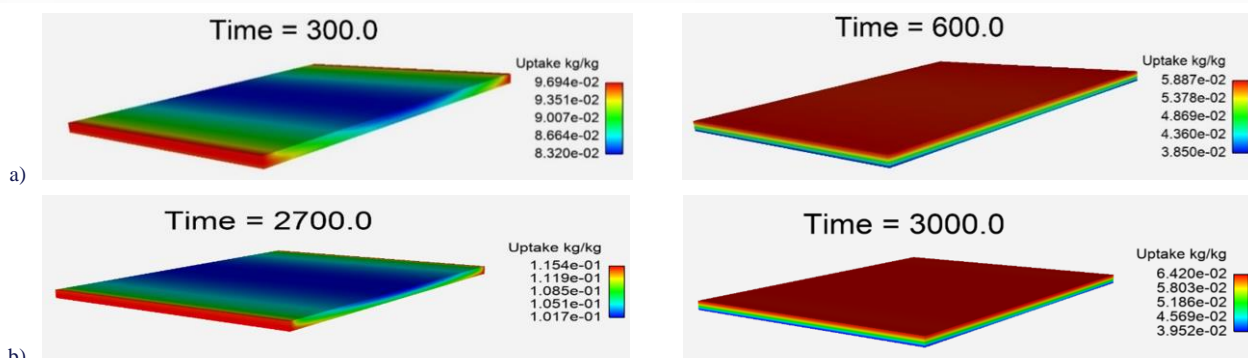 Time = 300.0
Uptake kg/kg
9.694e-02
9.351e-02
9.007e-02
8.664e-02
8.320e-02
Time = 600.0
Uptake kg/kg
5.887e-02
5.378e-02
4.869e-02
4.360e-02
3.850e-02
a)
Time = 2700.0
Uptake kg/kg
1.154e-01
1.119e-01
1.085e-01
1.051e-01
1.017e-01
Time = 3000.0
Uptake kg/kg
6.420e-02
5.803e-02
5.186e-02
4.569e-02
3.952e-02
b)